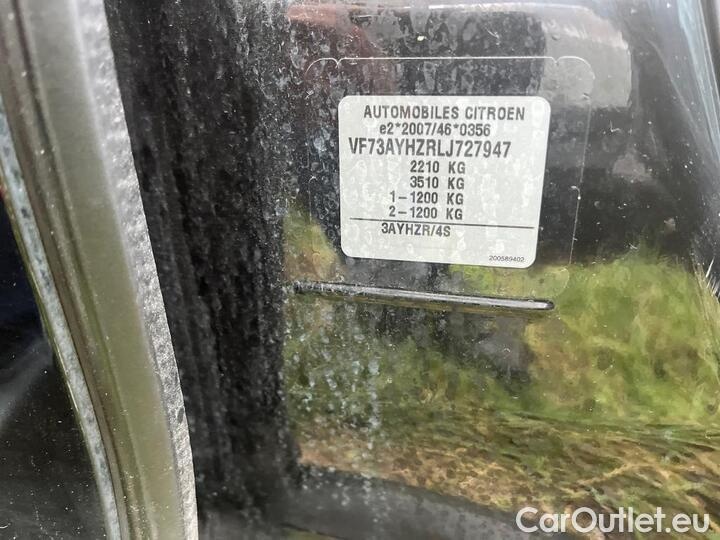 AUTOMOBILES CITROEN
e2*2007/46*0356
VF73AYHZRLJ727947
2210 KG
3510 KG
1-1200 KG
2-1200 KG
3AYHZR/4S
200589402
CarOutlet.eu